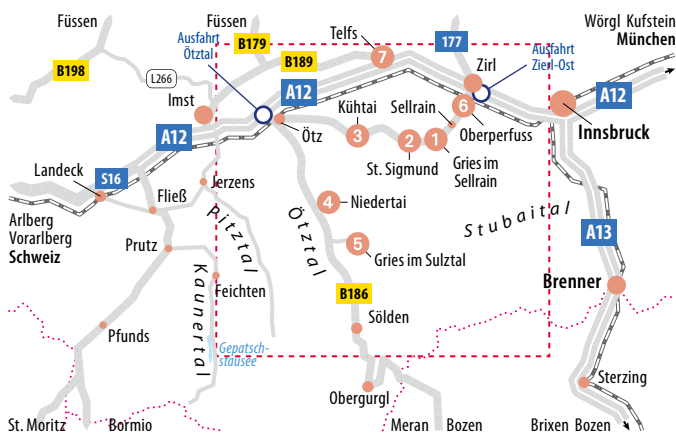 Füssen
Füssen
Telfs
Wörgl Kufstein
München
Ausfahrt
Ötztal
B179
177
B189
7
Zirl
Ausfahrt
Zierl-Ost
B198
L266
Imst
A12
A12
Kühtai
Sellrain
6
Oberperfuss
Innsbruck
A12
Ötz
3
2
1
St. Sigmund
Gries im
Sellrain
Landeck
S16
Fließ
Jerzens
Arlberg
Vorarlberg
Schweiz
4
Niedertai
Pitztal
Ötztal
Stubaital
A13
Prutz
5
Gries im Sulztal
Kaunertal
Feichten
B186
Brenner
Sölden
Pfunds
Gepatsch-
stausee
Obergurgl
Sterzing
St. Moritz
Bormio
Meran
Bozen
Brixen Bozen